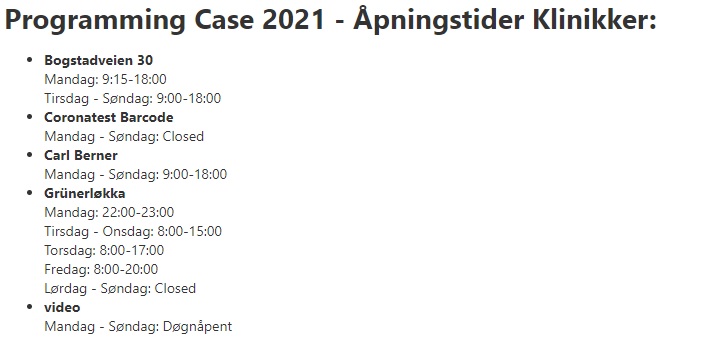 Programming Case 2021 - Åpningstider Klinikker:
Bogstadveien 30
Mandag: 9:15-18:00
Tirsdag - Søndag: 9:00-18:00
Coronatest Barcode
Mandag - Søndag: Closed
Carl Berner
Mandag - Søndag: 9:00-18:00
Grünerløkka
Mandag: 22:00-23:00
Tirsdag - Onsdag: 8:00-15:00
Torsdag: 8:00-17:00
Fredag: 8:00-20:00
Lørdag - Søndag: Closed
video
Mandag - Søndag: Døgnåpent